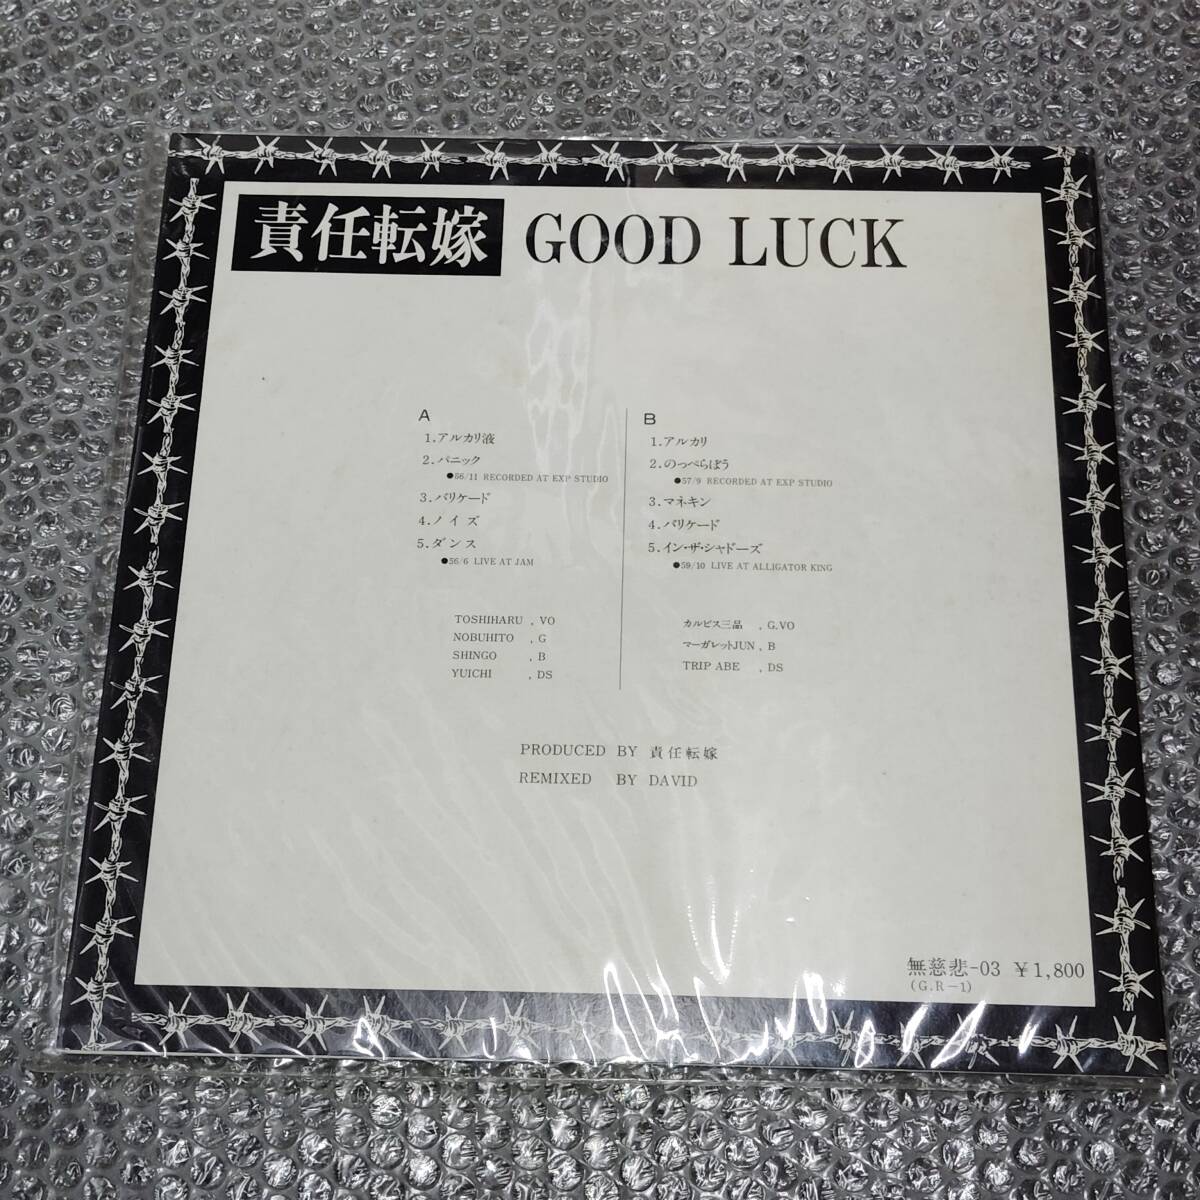 責任転嫁 GOOD LUCK
A
1.アルカリ液
2.パニック
●56/11 RECORDED AT EXP STUDIO
3.バリケード
4.ノイズ
5.ダンス
●56/6 LIVE AT JAM
TOSHIHARU , VO
NOBUHITO , G
SHINGO , B
YUICHI , DS
B
1.アルカリ
2.のっぺらぼう
●57/9 RECORDED AT EXP STUDIO
3.マネキン
4.バリケード
5.イン・ザ・シャドーズ
●59/10 LIVE AT ALLIGATOR KING
カルピス三品 , G.VO
マーガレットJUN , B
TRIP ABE , DS
PRODUCED BY 責任転嫁
REMIXED BY DAVID
無慈悲-03 ¥1,800
(G.R-1)